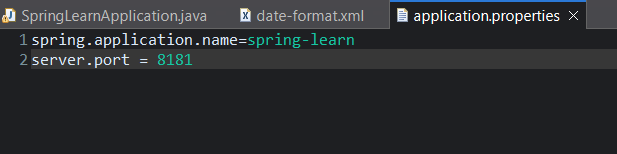 SpringLearnApplication.java date-format.xml application.properties
1 spring.application.name=spring-learn
2 server.port = 8181